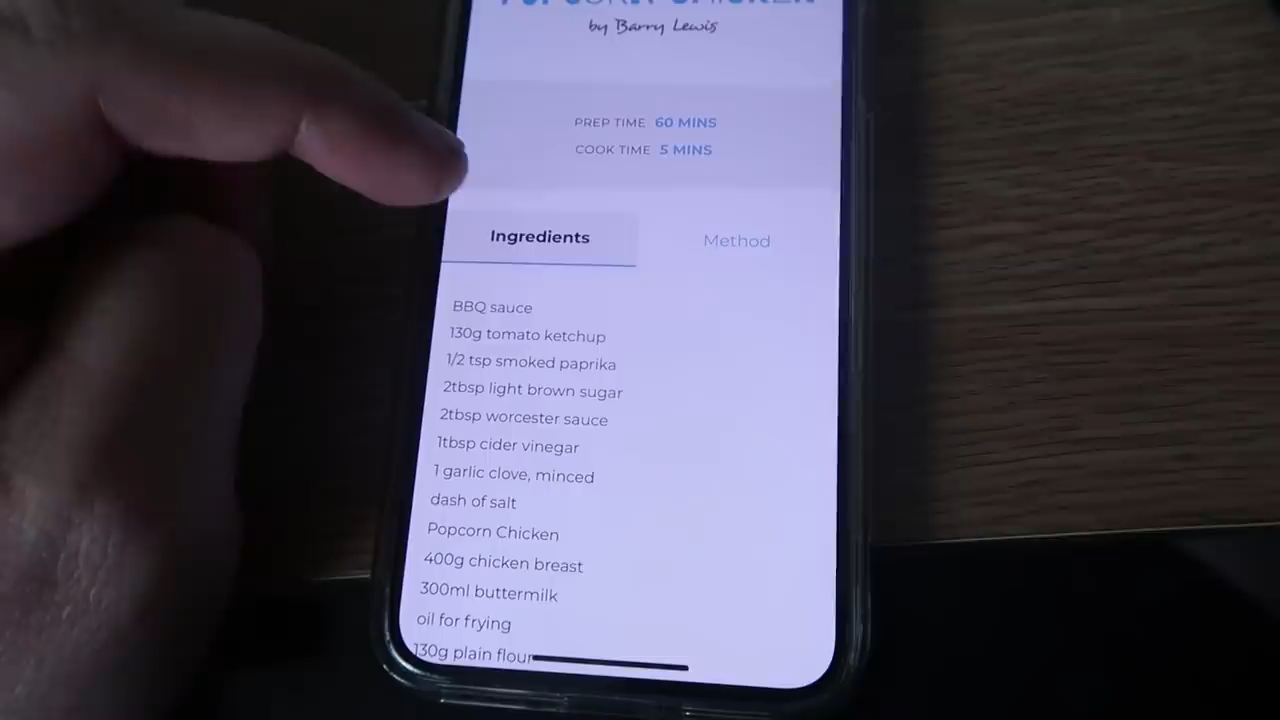 POPCORN CHICKEN
by Barry Lewis
PREP TIME 60 MINS
COOK TIME 5 MINS
Ingredients
Method
BBQ sauce
130g tomato ketchup
1/2 tsp smoked paprika
2tbsp light brown sugar
2tbsp worcester sauce
1tbsp cider vinegar
1 garlic clove, minced
dash of salt
Popcorn Chicken
400g chicken breast
300ml buttermilk
oil for frying
130g plain flour